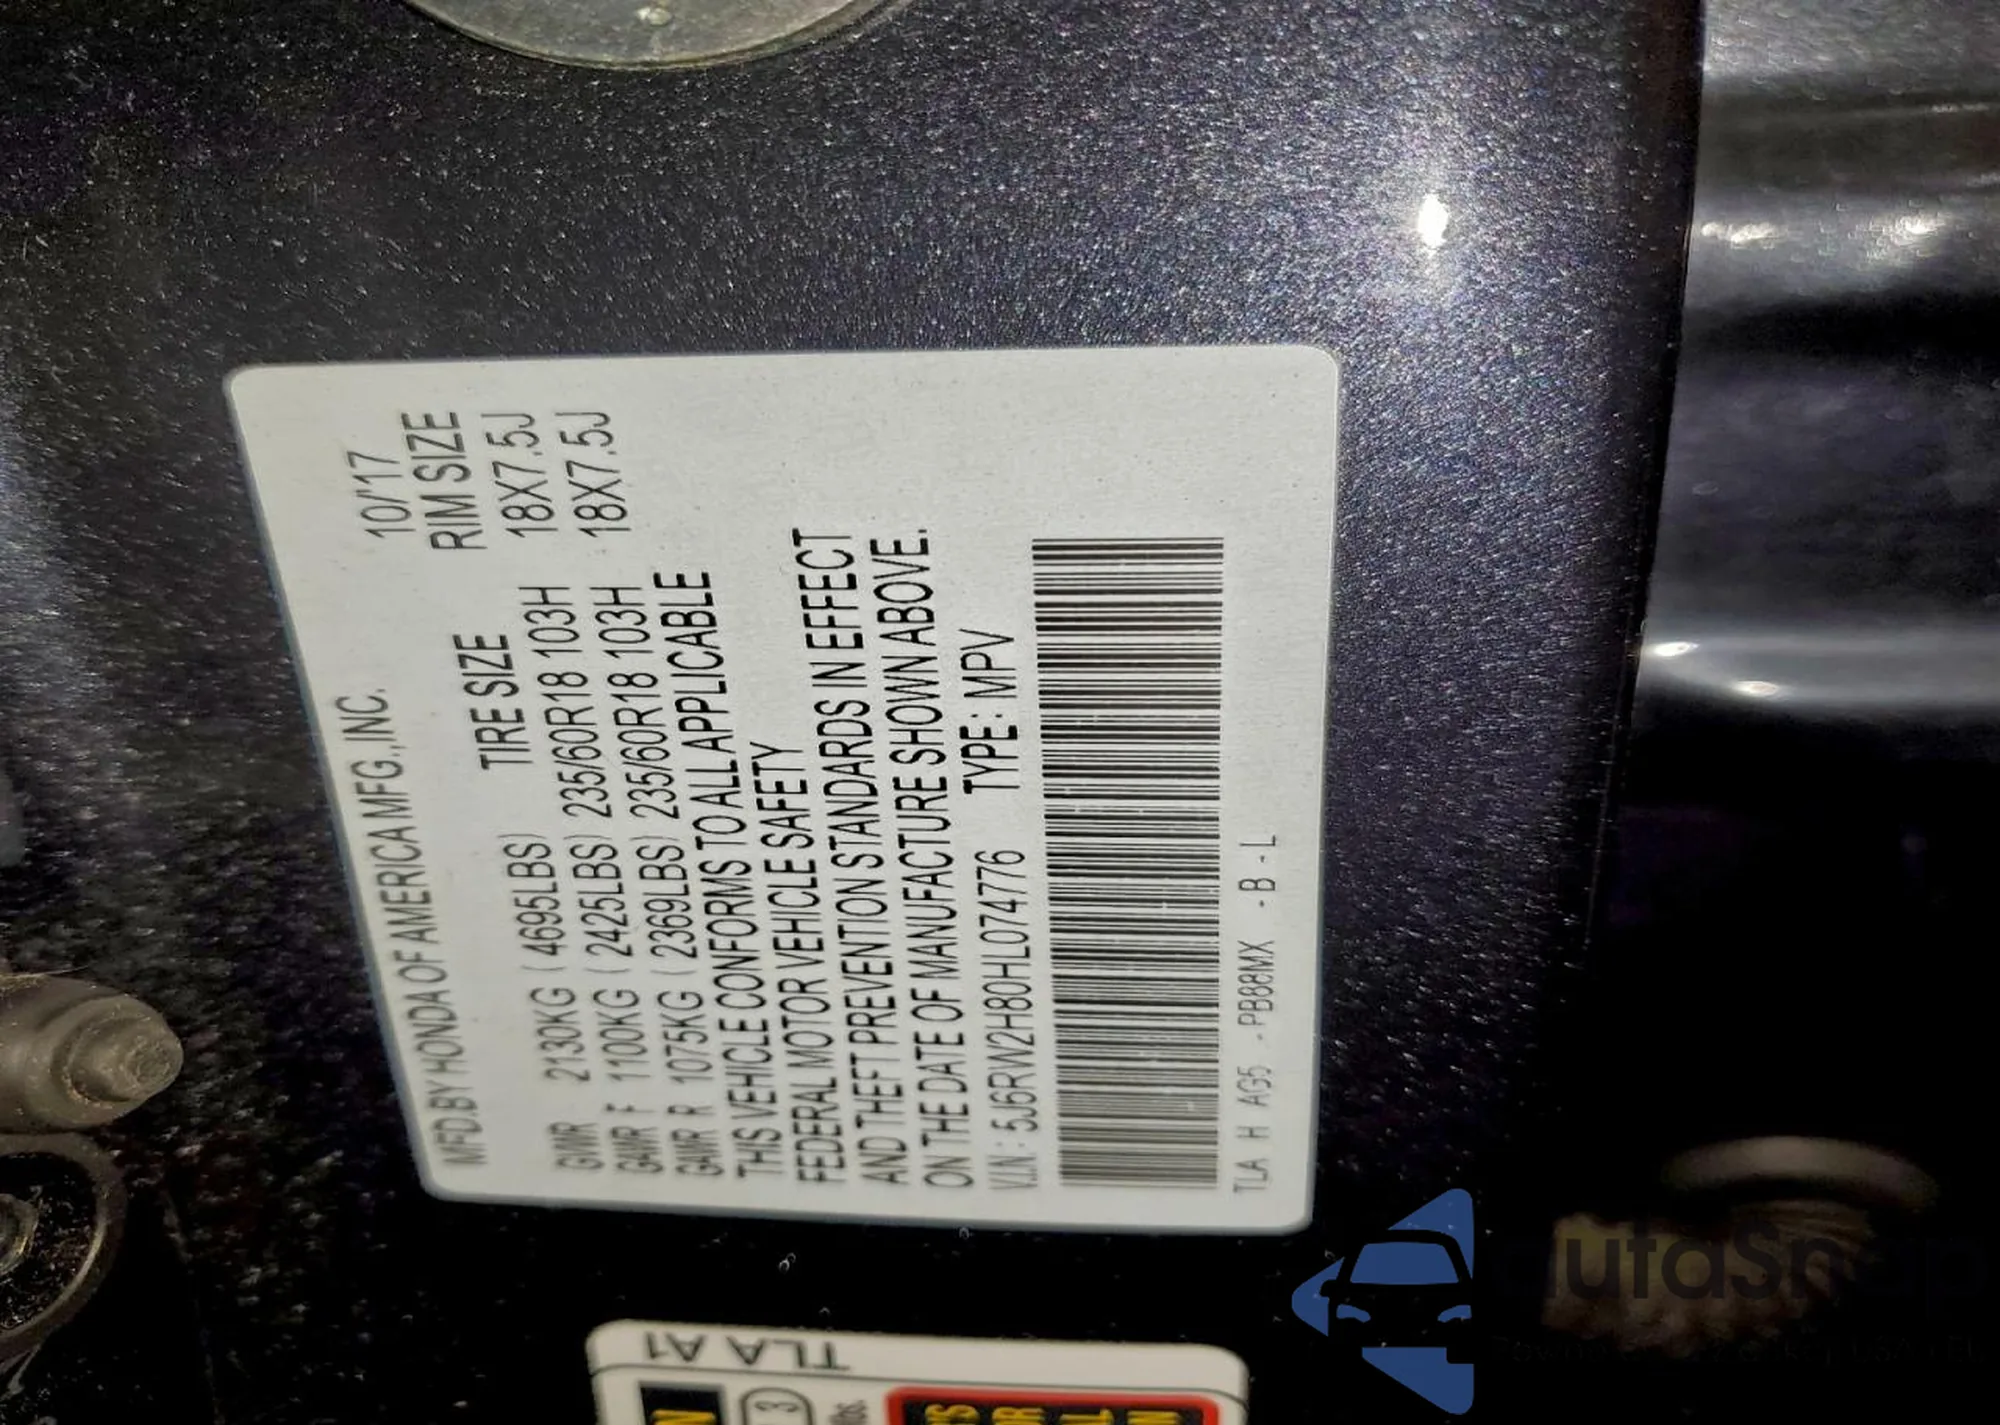 MFD. BY HONDA OF AMERICA MFG., INC. 10/'17
TIRE SIZE RIM SIZE
GVWR 2130KG ( 4695LBS)
GAWR F 1100KG ( 2425LBS) 235/60R18 103H 18X7.5J
GAWR R 1075KG ( 2369LBS) 235/60R18 103H 18X7.5J
THIS VEHICLE CONFORMS TO ALL APPLICABLE
FEDERAL MOTOR VEHICLE SAFETY
AND THEFT PREVENTION STANDARDS IN EFFECT
ON THE DATE OF MANUFACTURE SHOWN ABOVE.
V.I.N.: 5J6RW2H80HL074776 TYPE: MPV
TLA H AG5 -PB88MX -B-L
TLA A1
3
autaSnap